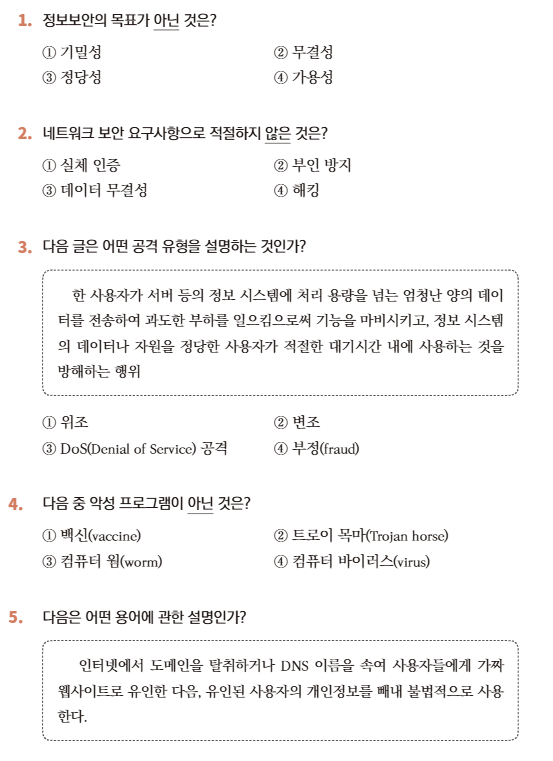 1. 정보보안의 목표가 아닌 것은?
① 기밀성 ② 무결성
③ 정당성 ④ 가용성
2. 네트워크 보안 요구사항으로 적절하지 않은 것은?
① 실체 인증 ② 부인 방지
③ 데이터 무결성 ④ 해킹
3. 다음 글은 어떤 공격 유형을 설명하는 것인가?
한 사용자가 서버 등의 정보 시스템에 처리 용량을 넘는 엄청난 양의 데이
터를 전송하여 과도한 부하를 일으킴으로써 기능을 마비시키고, 정보 시스템
의 데이터나 자원을 정당한 사용자가 적절한 대기시간 내에 사용하는 것을
방해하는 행위
① 위조 ② 변조
③ DoS(Denial of Service) 공격 ④ 부정(fraud)
4. 다음 중 악성 프로그램이 아닌 것은?
① 백신(vaccine) ② 트로이 목마(Trojan horse)
③ 컴퓨터 웜(worm) ④ 컴퓨터 바이러스(virus)
5. 다음은 어떤 용어에 관한 설명인가?
인터넷에서 도메인을 탈취하거나 DNS 이름을 속여 사용자들에게 가짜
웹사이트로 유인한 다음, 유인된 사용자의 개인정보를 빼내 불법적으로 사용
한다.